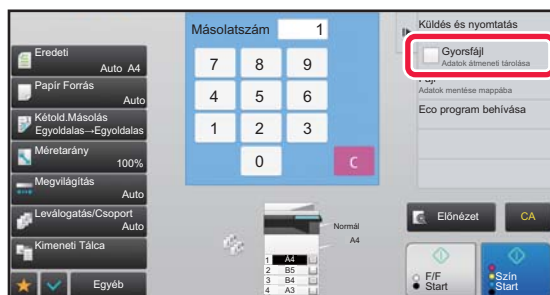 Másolatszám 1
Eredeti
Auto A4
Papír Forrás
Auto
Kétold.Másolás
Egyoldalas→Egyoldalas
Méretarány
100%
Megvilágítás
Auto
Leválogatás/Csoport
Auto
Kimeneti Tálca
Egyéb
7 8 9
4 5 6
1 2 3
0 C
Normál
A4
1 A4
2 B5
3 B4
4 A3
Küldés és nyomtatás
Gyorsfájl
Adatok átmeneti tárolása
Adatok mentése mappába
Eco program behívása
Előnézet
CA
F/F
Start
Szín
Start